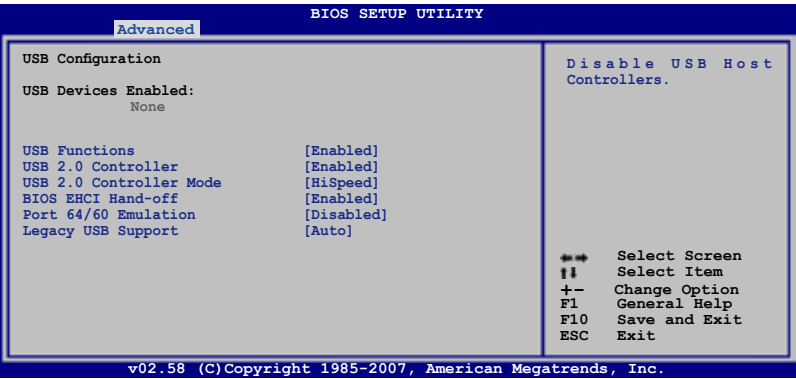 BIOS SETUP UTILITY
Advanced
USB Configuration
USB Devices Enabled:
None
USB Functions [Enabled]
USB 2.0 Controller [Enabled]
USB 2.0 Controller Mode [HiSpeed]
BIOS EHCI Hand-off [Enabled]
Port 64/60 Emulation [Disabled]
Legacy USB Support [Auto]
Disable USB Host
Controllers.
←→ Select Screen
↑↓ Select Item
+- Change Option
F1 General Help
F10 Save and Exit
ESC Exit
v02.58 (C)Copyright 1985-2007, American Megatrends, Inc.